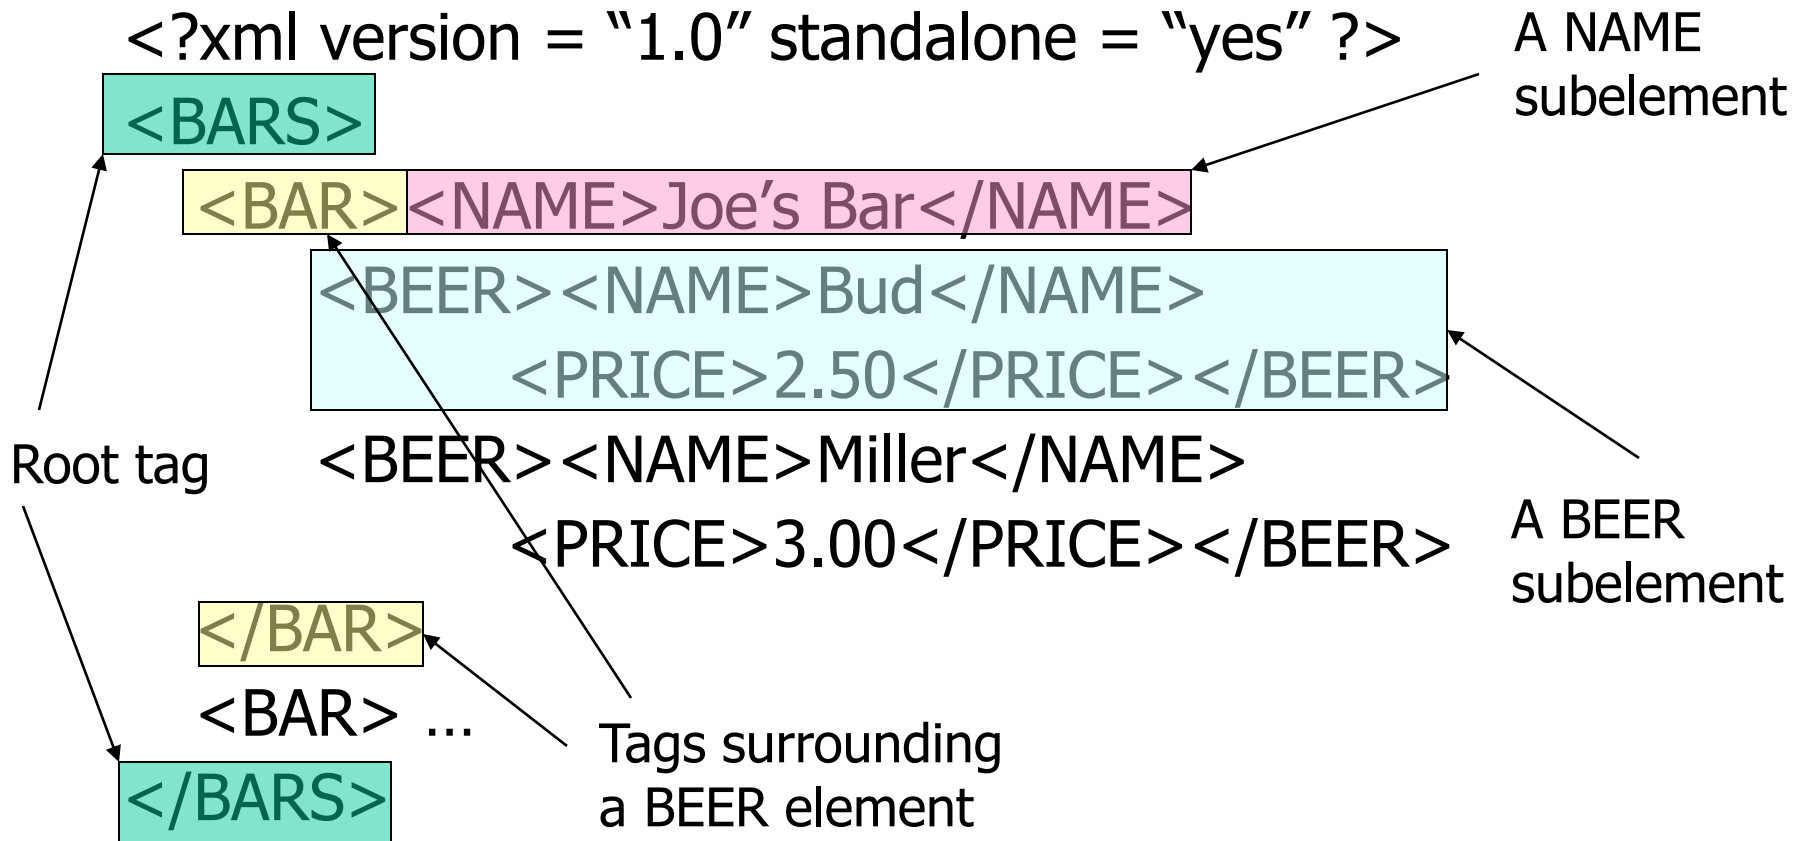 <?xml version = “1.0” standalone = “yes” ?>
A NAME
subelement
<BARS>
<BAR><NAME>Joe’s Bar</NAME>
<BEER><NAME>Bud</NAME>
<PRICE>2.50</PRICE></BEER>
Root tag
<BEER><NAME>Miller</NAME>
<PRICE>3.00</PRICE></BEER>
A BEER
subelement
</BAR>
<BAR> …
Tags surrounding
a BEER element
</BARS>